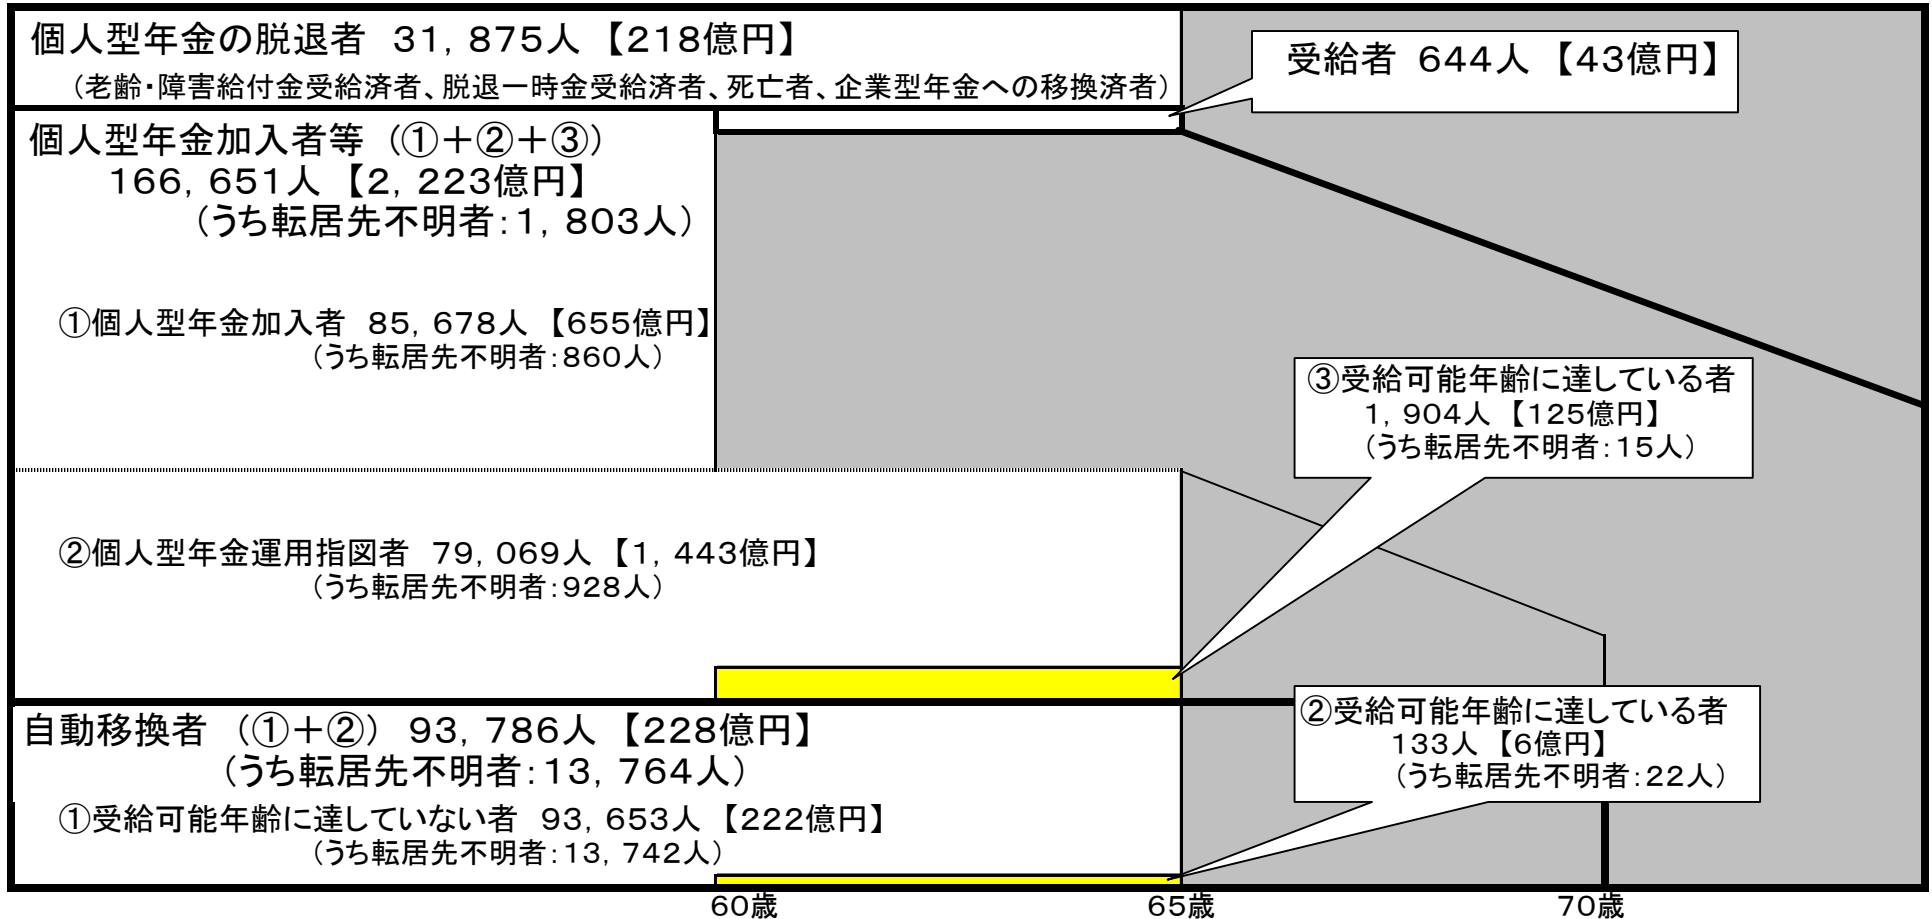 個人型年金の脱退者 31,875人 【218億円】
(老齢・障害給付金受給済者、脱退一時金受給済者、死亡者、企業型年金への移換済者)
受給者 644人 【43億円】
個人型年金加入者等 (①+②+③)
166,651人 【2,223億円】
(うち転居先不明者:1,803人)
①個人型年金加入者 85,678人 【655億円】
(うち転居先不明者:860人)
③受給可能年齢に達している者
1,904人 【125億円】
(うち転居先不明者:15人)
②個人型年金運用指図者 79,069人 【1,443億円】
(うち転居先不明者:928人)
自動移換者 (①+②) 93,786人 【228億円】
(うち転居先不明者:13,764人)
②受給可能年齢に達している者
133人 【6億円】
(うち転居先不明者:22人)
①受給可能年齢に達していない者 93,653人 【222億円】
(うち転居先不明者:13,742人)
60歳 65歳 70歳